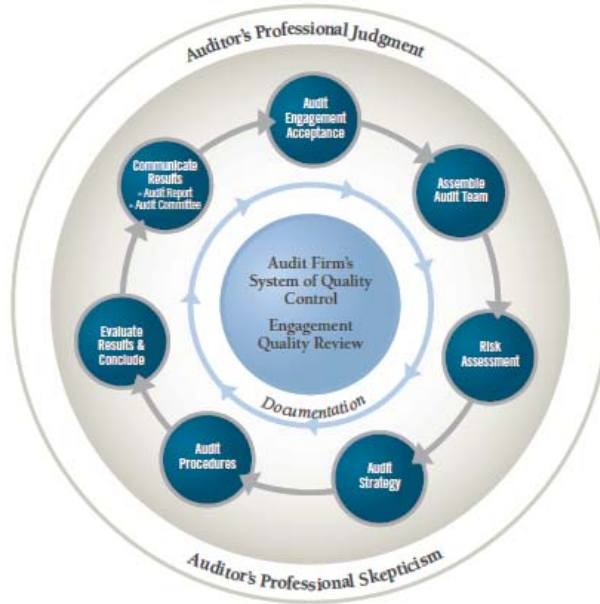 Auditor's Professional Judgment
Audit
Engagement
Acceptance
Assemble
Audit Team
Risk
Assessment
Audit
Strategy
Audit
Procedures
Evaluate
Results &
Conclude
Communicate
Results
- Audit Report
- Audit Committee
Audit Firm's
System of Quality
Control
Engagement
Quality Review
Documentation
Auditor's Professional Skepticism